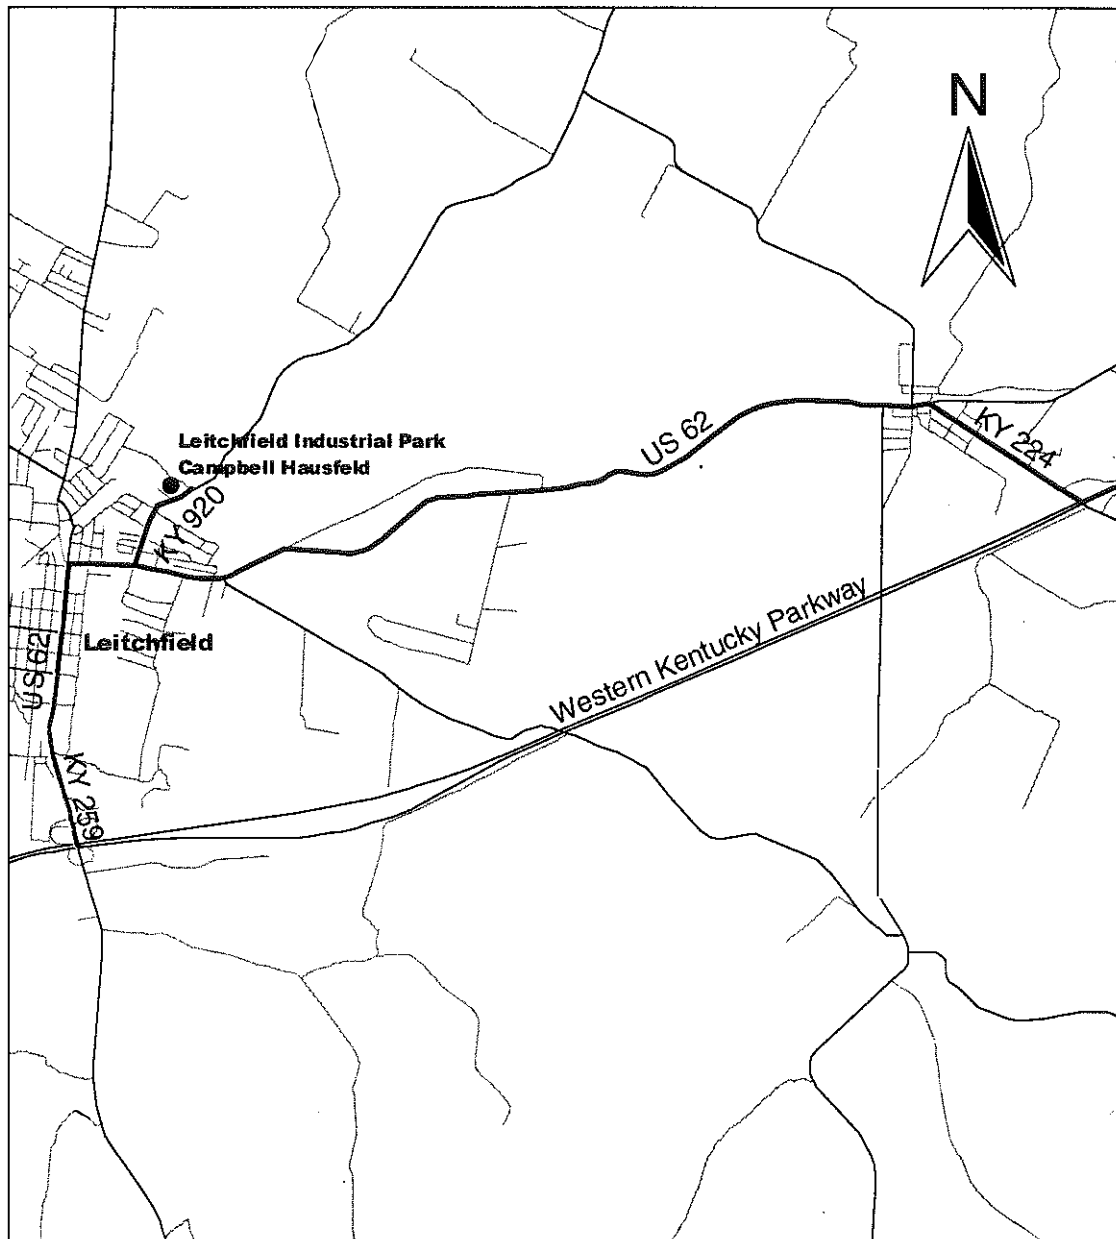 N
US 62
KY 224
Leitchfield Industrial Park
Campbell Hausfeld
KY 920
Western Kentucky Parkway
Leitchfield
US 62
KY 259